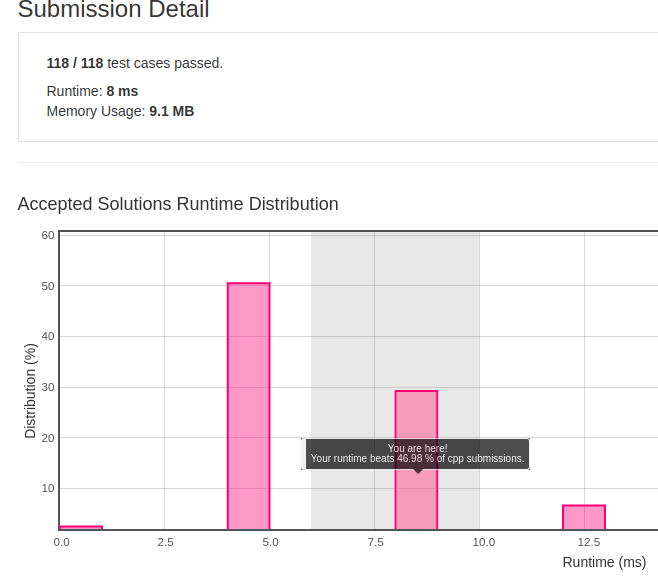 Submission Detail
118 / 118 test cases passed.
Runtime: 8 ms
Memory Usage: 9.1 MB
Accepted Solutions Runtime Distribution
60
50
40
30
20
10
Distribution (%)
You are here!
Your runtime beats 46.98 % of cpp submissions.
0.0 2.5 5.0 7.5 10.0 12.5
Runtime (ms)